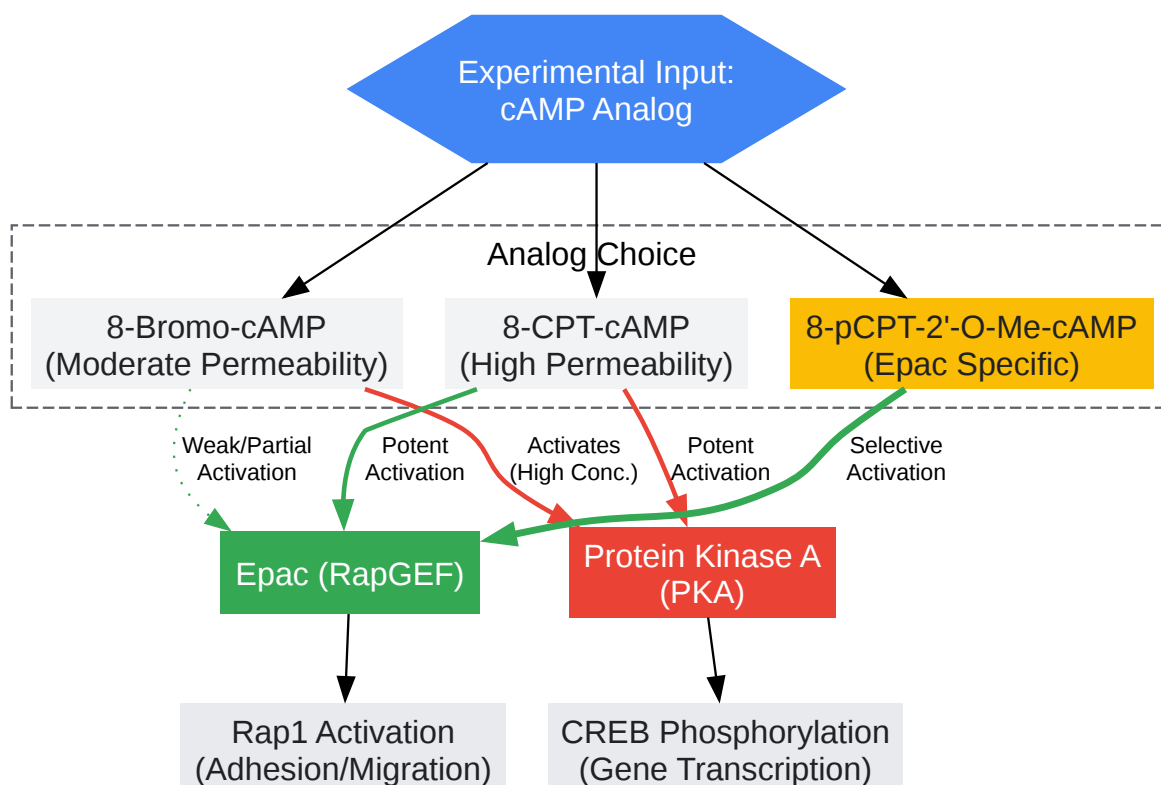 Experimental Input:
cAMP Analog
Analog Choice
8-Bromo-cAMP
(Moderate Permeability)
8-CPT-cAMP
(High Permeability)
8-pCPT-2'-O-Me-cAMP
(Epac Specific)
Weak/Partial
Activation
Potent
Activation
Activates
(High Conc.)
Potent
Activation
Selective
Activation
Epac (RapGEF)
Protein Kinase A
(PKA)
Rap1 Activation
(Adhesion/Migration)
CREB Phosphorylation
(Gene Transcription)